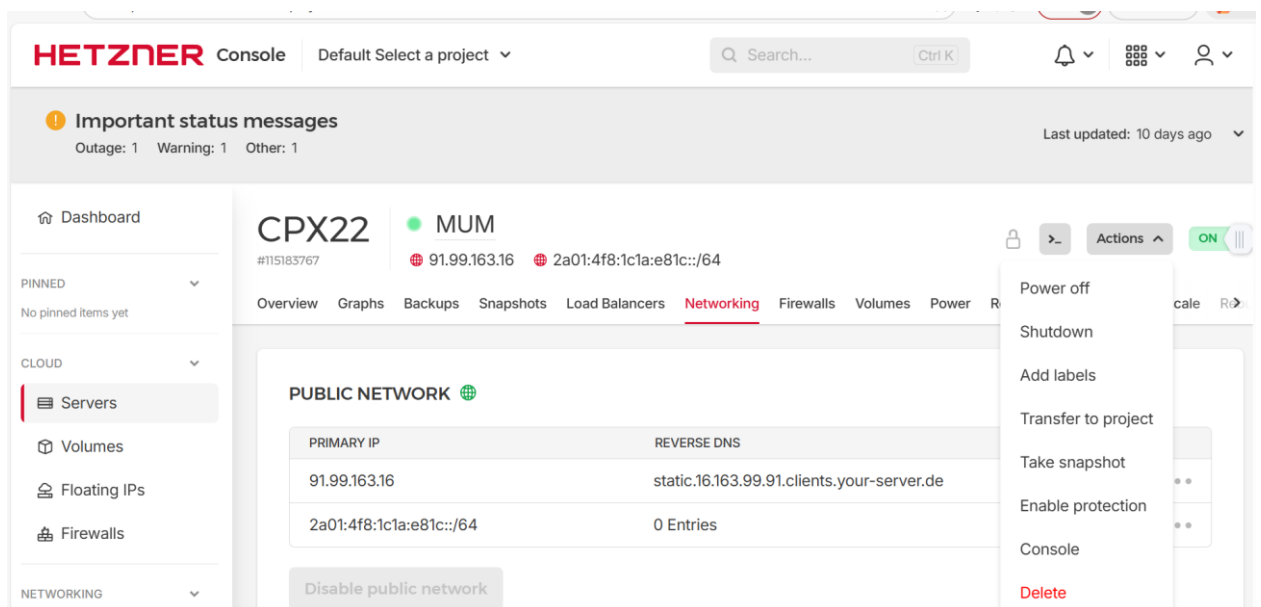 HETZNER Console Default Select a project Search... Ctrl K
Important status messages
Outage: 1 Warning: 1 Other: 1
Last updated: 10 days ago
Dashboard
PINNED
No pinned items yet
CLOUD
Servers
Volumes
Floating IPs
Firewalls
NETWORKING
CPX22
#115183767
MUM
91.99.163.16 2a01:4f8:1c1a:e81c::/64
>_ Actions ON
Overview Graphs Backups Snapshots Load Balancers Networking Firewalls Volumes Power R cale
Power off
Shutdown
Add labels
Transfer to project
Take snapshot
Enable protection
Console
Delete
PUBLIC NETWORK
PRIMARY IP REVERSE DNS
91.99.163.16 static.16.163.99.91.clients.your-server.de
2a01:4f8:1c1a:e81c::/64 0 Entries
Disable public network